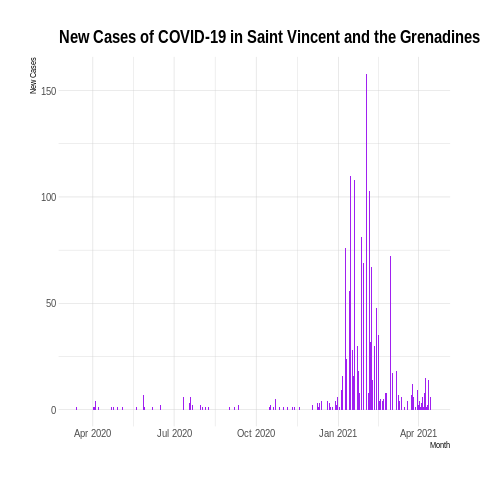 New Cases of COVID-19 in Saint Vincent and the Grenadines
New Cases
150
100
50
0
Apr 2020 Jul 2020 Oct 2020 Jan 2021 Apr 2021
Month